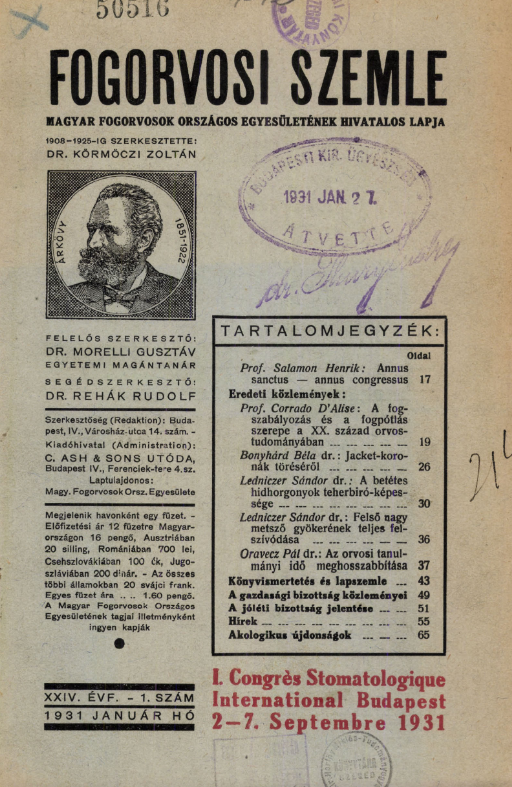 50516
FOGORVOSI SZEMLE
MAGYAR FOGORVOSOK ORSZÁGOS EGYESÜLETÉNEK HIVATALOS LAPJA
1908–1925-IG SZERKESZTETTE:
DR. KÖRMÖCZI ZOLTÁN
BUDAPESTI KIR. ÜGYÉSZSÉG
1931 JAN. 27.
ÁTVETTE
ÁRKÖVY
1851-1922
FELELŐS SZERKESZTŐ:
DR. MORELLI GUSZTÁV
EGYETEMI MAGÁNTANÁR
SEGÉDSZERKESZTŐ:
DR. REHÁK RUDOLF
Szerkesztőség (Redaktion): Buda-
pest, IV., Városház-utca 14. szám. -
Kiadóhivatal (Administration):
C. ASH & SONS UTÓDA,
Budapest IV., Ferenciek-tere 4. sz.
Laptulajdonos:
Magy. Fogorvosok Orsz. Egyesülete
Megjelenik havonként egy füzet. -
Előfizetési ár 12 füzetre Magyar-
országon 16 pengő, Ausztriában
20 silling, Romániában 700 lei,
Csehszlovákiában 100 ck, Jugo-
szláviában 200 dinár. - Az összes
többi államokban 20 svájci frank.
Egyes füzet ára .. .. 1.60 pengő.
A Magyar Fogorvosok Országos
Egyesületének tagjai illetményként
ingyen kapják
XXIV. ÉVF. - 1. SZÁM
1931 JANUÁR HÓ
TARTALOMJEGYZÉK:
Oldal
Prof. Salamon Henrik: Annus
sanctus — annus congressus 17
Eredeti közlemények:
Prof. Corrado D'Alise: A fog-
szabályozás és a fogpótlás
szerepe a XX. század orvos-
tudományában 19
Bonyhárd Béla dr.: Jacket-koro-
nák töréséről 26
Ledniczer Sándor dr.: A betétes
hidhorgonyok teherbiró-képes-
sége 30
Ledniczer Sándor dr.: Felső nagy
metsző gyökerének teljes fel-
szívódása 36
Oravecz Pál dr.: Az orvosi tanul-
mányi idő meghosszabbítása 37
Könyvismertetés és lapszemle 43
A gazdasági bizottság közleményei 49
A jóléti bizottság jelentése 51
Hirek 55
Akologikus újdonságok 65
I. Congrès Stomatologique
International Budapest
2–7. Septembre 1931